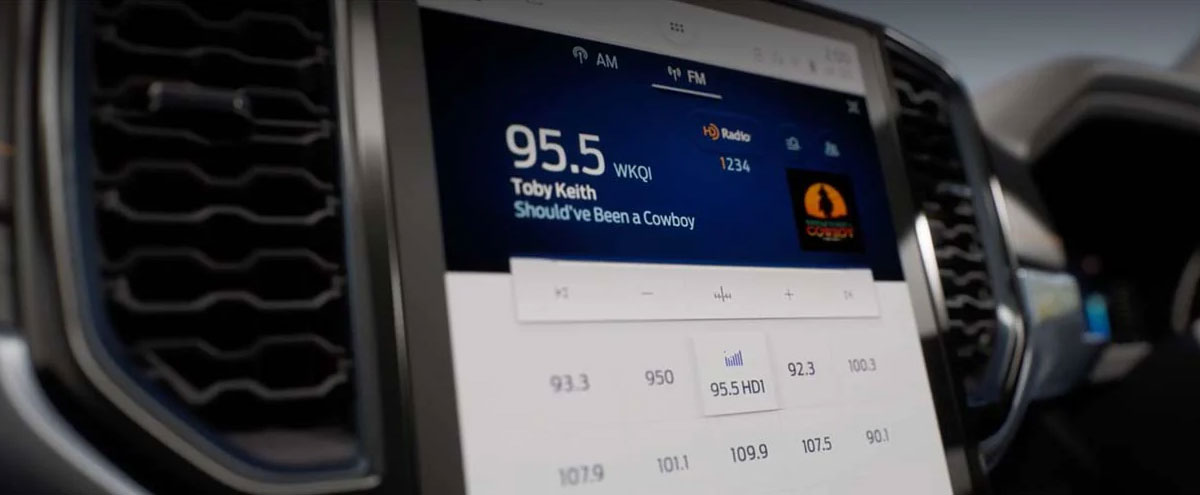 AM FM
95.5 WKQI
HD Radio
1234
Toby Keith
Should've Been a Cowboy
COWBOY
93.3 950 95.5 HD1 92.3 100.3
107.9 101.1 109.9 107.5 90.1